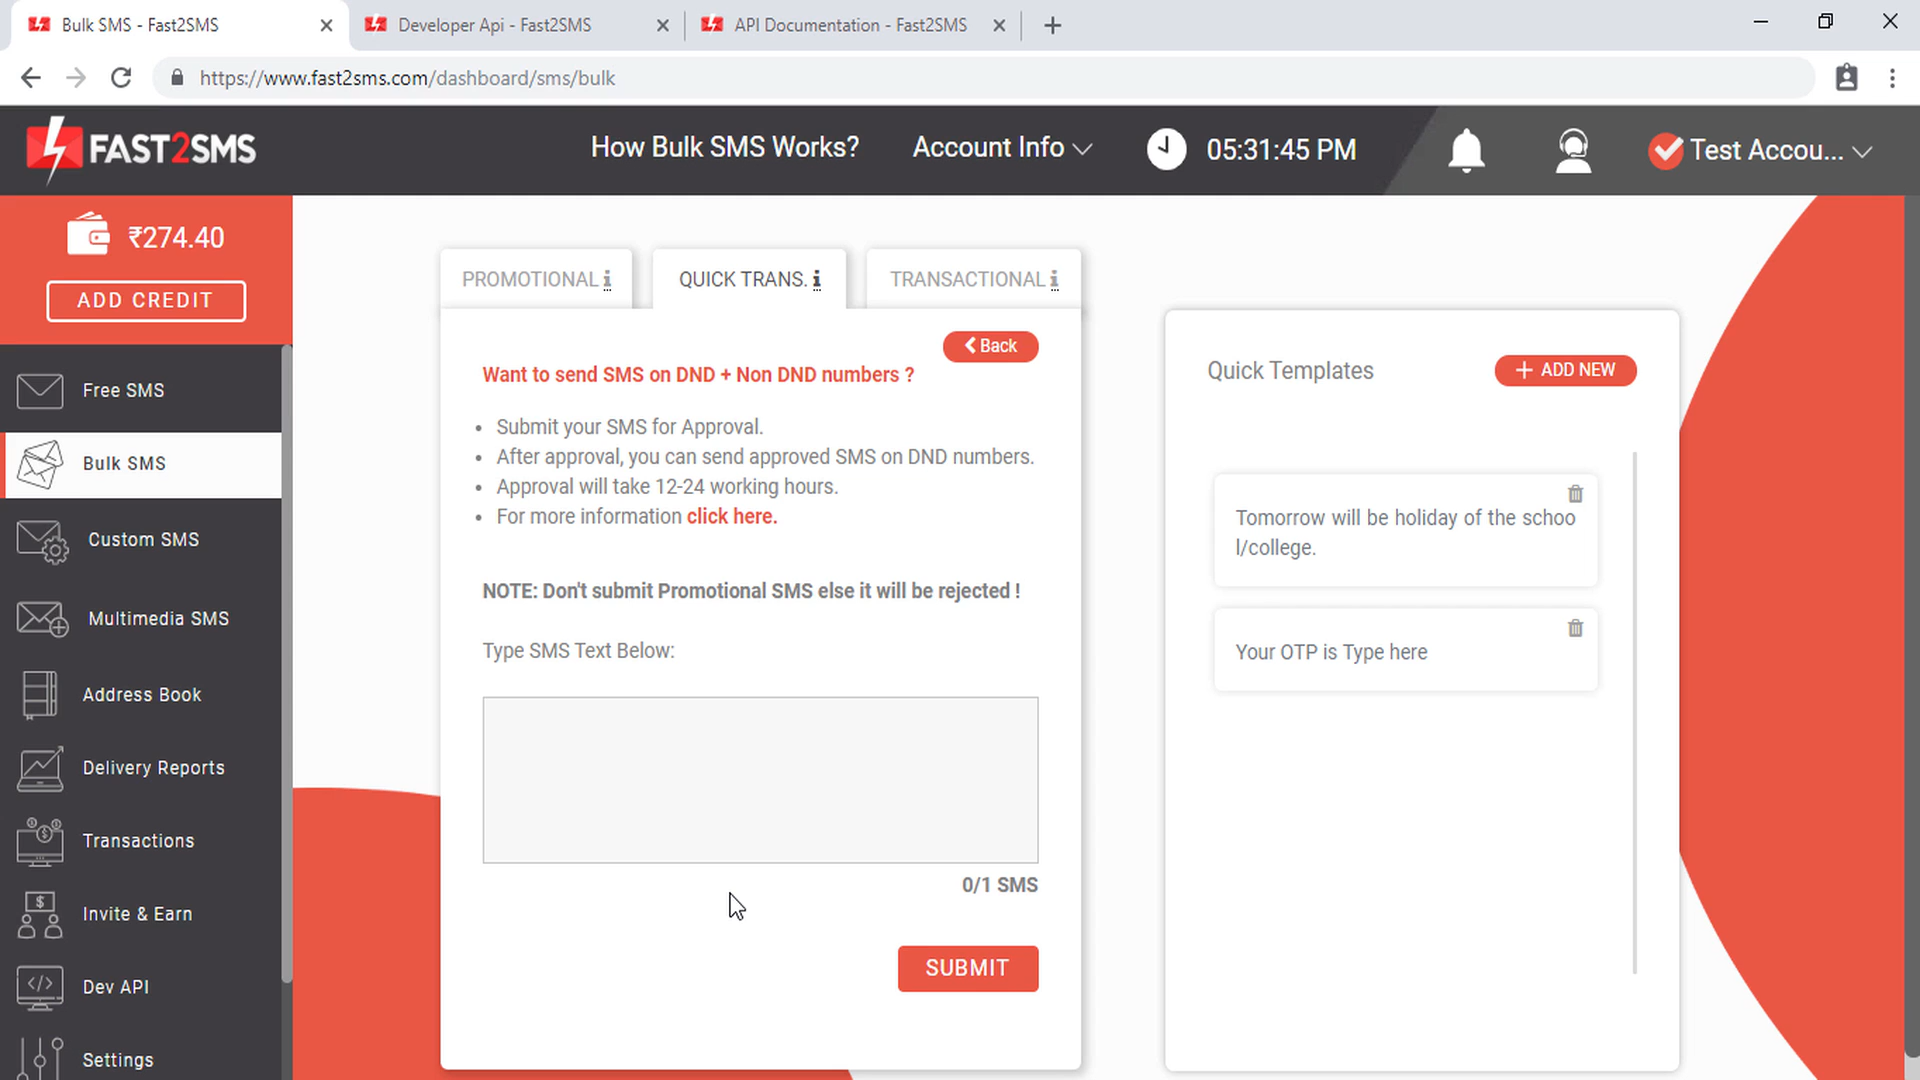 Bulk SMS - Fast2SMS
Developer Api - Fast2SMS
API Documentation - Fast2SMS
https://www.fast2sms.com/dashboard/sms/bulk
FAST2SMS
How Bulk SMS Works?
Account Info
05:31:45 PM
Test Accou...
₹274.40
ADD CREDIT
Free SMS
Bulk SMS
Custom SMS
Multimedia SMS
Address Book
Delivery Reports
Transactions
Invite & Earn
Dev API
Settings
PROMOTIONAL i
QUICK TRANS. i
TRANSACTIONAL i
Back
Want to send SMS on DND + Non DND numbers ?
• Submit your SMS for Approval.
• After approval, you can send approved SMS on DND numbers.
• Approval will take 12-24 working hours.
• For more information click here.
NOTE: Don't submit Promotional SMS else it will be rejected !
Type SMS Text Below:
0/1 SMS
SUBMIT
Quick Templates
+ ADD NEW
Tomorrow will be holiday of the schoo
l/college.
Your OTP is Type here